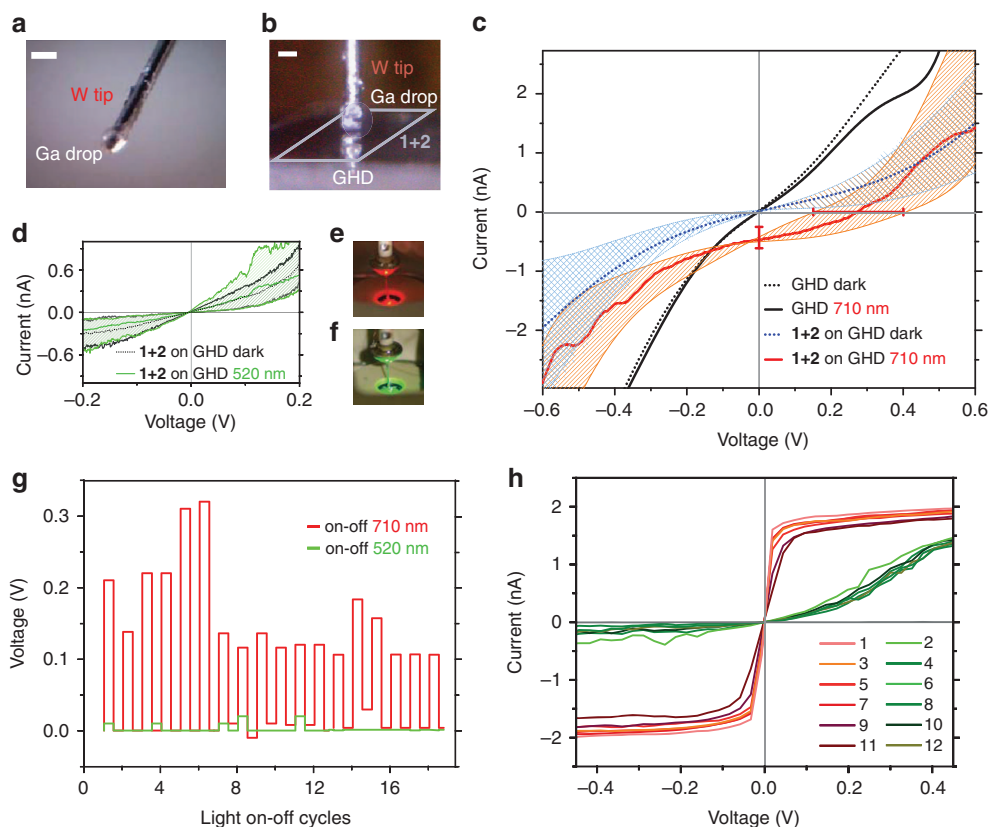 a
W tip
Ga drop
b
W tip
Ga drop
1+2
GHD
c
Current (nA)
2
1
0
−1
−2
GHD dark
GHD 710 nm
1+2 on GHD dark
1+2 on GHD 710 nm
−0.6 −0.4 −0.2 0.0 0.2 0.4 0.6
Voltage (V)
d
Current (nA)
0.6
0.0
−0.6
1+2 on GHD dark
1+2 on GHD 520 nm
−0.2 0.0 0.2
Voltage (V)
e
f
g
Voltage (V)
0.3
0.2
0.1
0.0
on-off 710 nm
on-off 520 nm
0 4 8 12 16
Light on-off cycles
h
Current (nA)
2
1
0
−1
−2
1 2
3 4
5 6
7 8
9 10
11 12
−0.4 −0.2 0.0 0.2 0.4
Voltage (V)